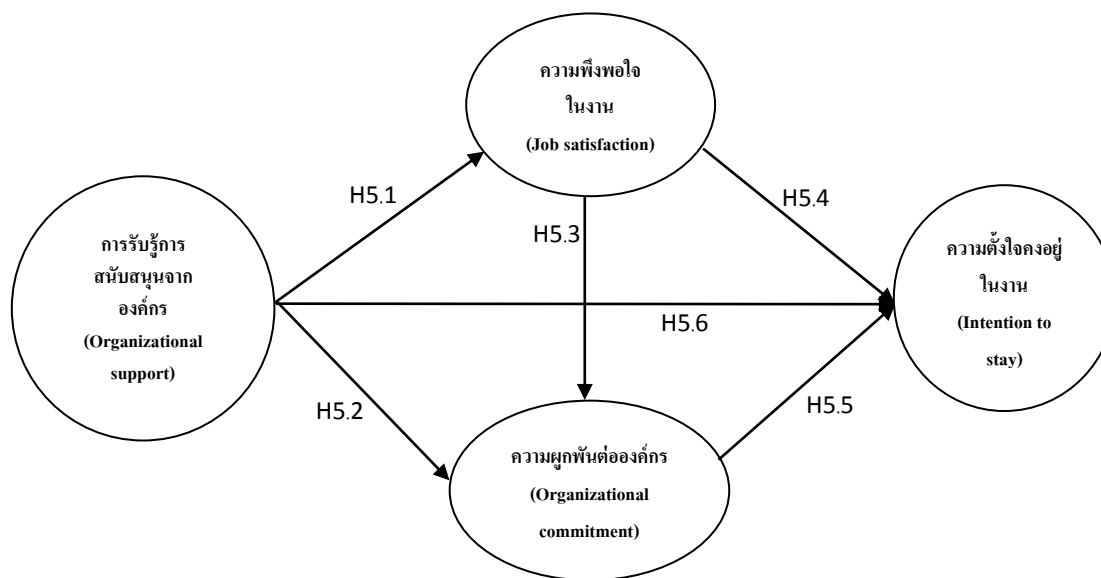 ความพึงพอใจ
ในงาน
(Job satisfaction)
H5.1
H5.4
H5.3
การรับรู้การ
สนับสนุนจาก
องค์กร
(Organizational
support)
ความตั้งใจคงอยู่
ในงาน
(Intention to
stay)
H5.6
H5.2
H5.5
ความผูกพันต่อองค์กร
(Organizational
commitment)